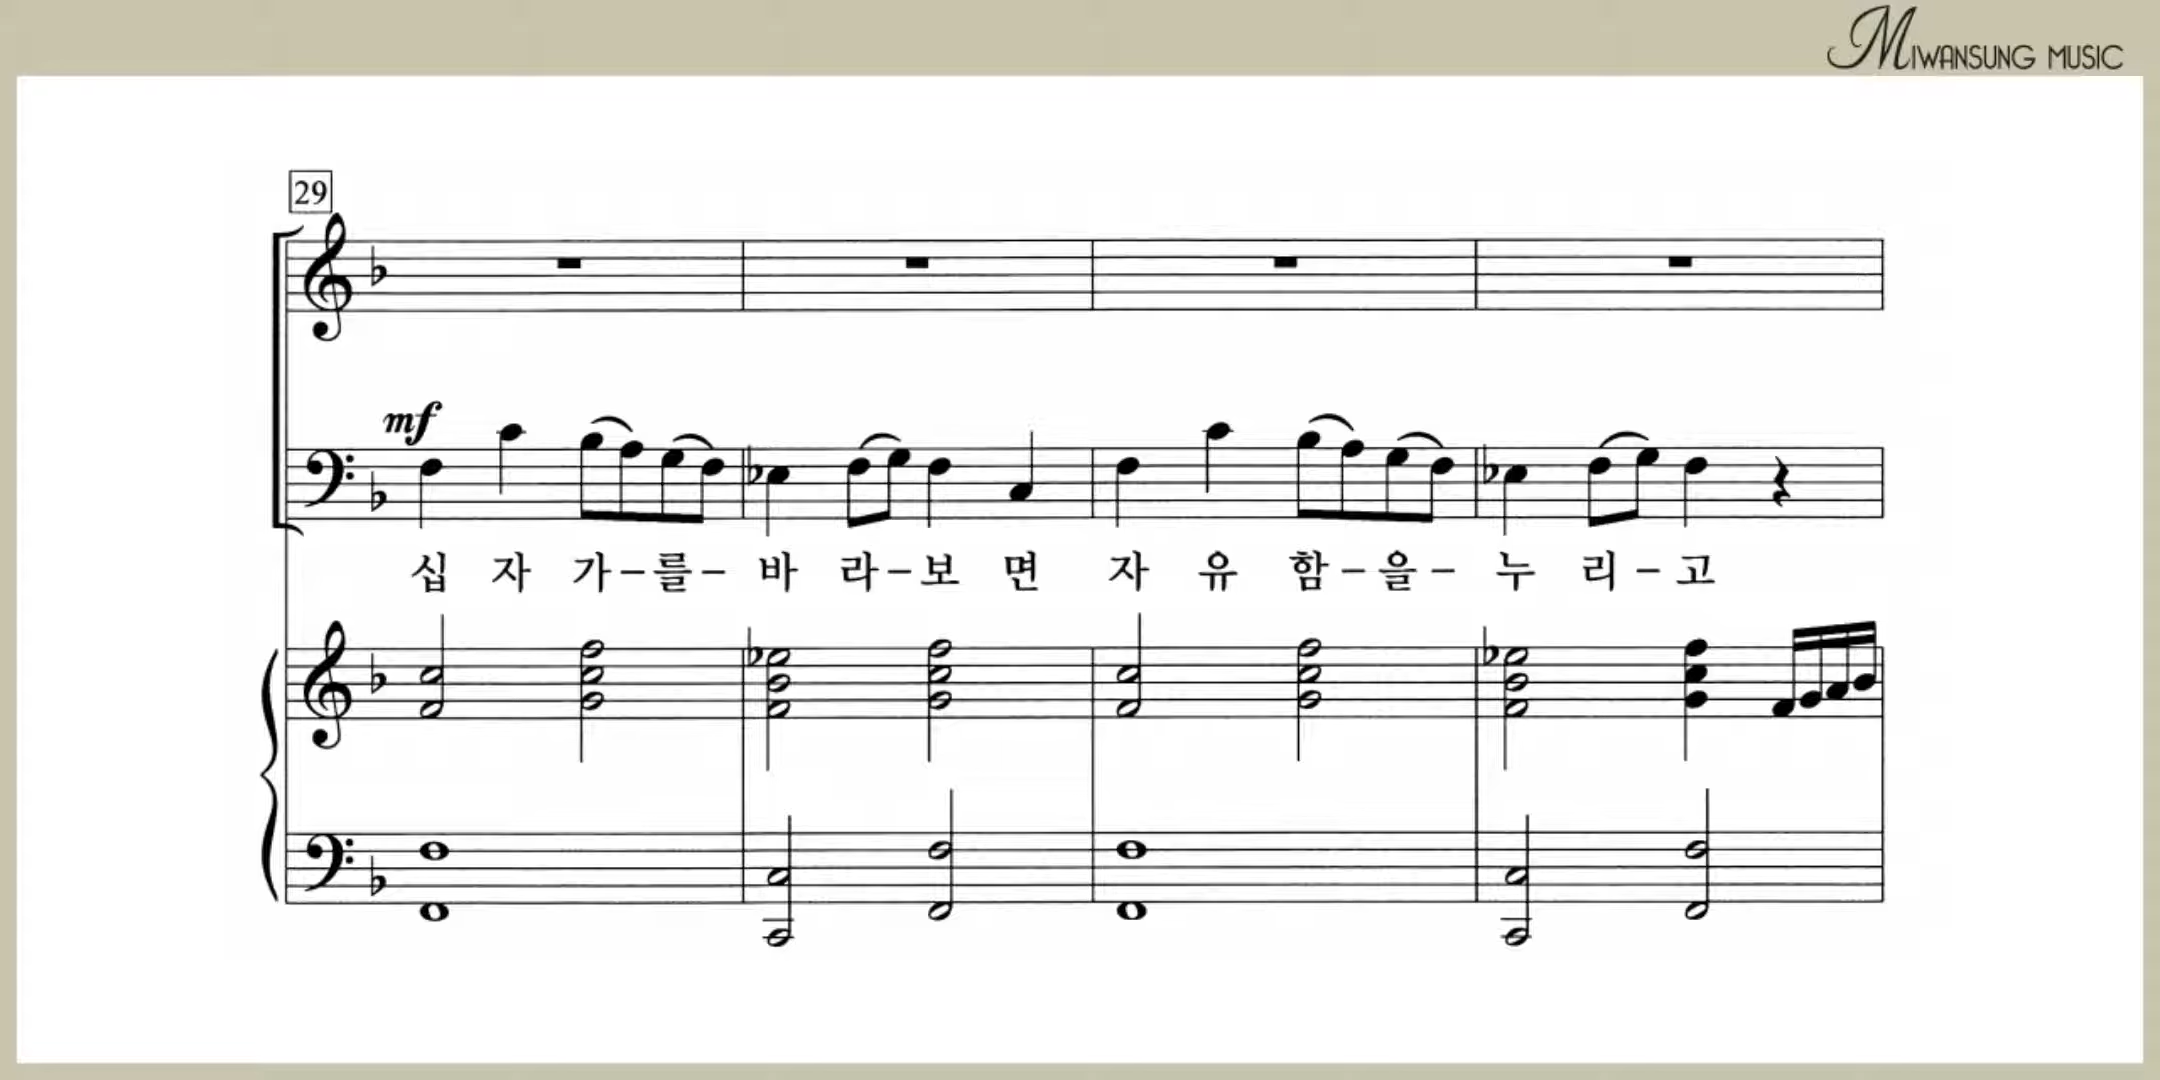 MIWANSUNG MUSIC
29
mf
십 자 가-를- 바 라-보 면 자 유 함-을- 누 리-고